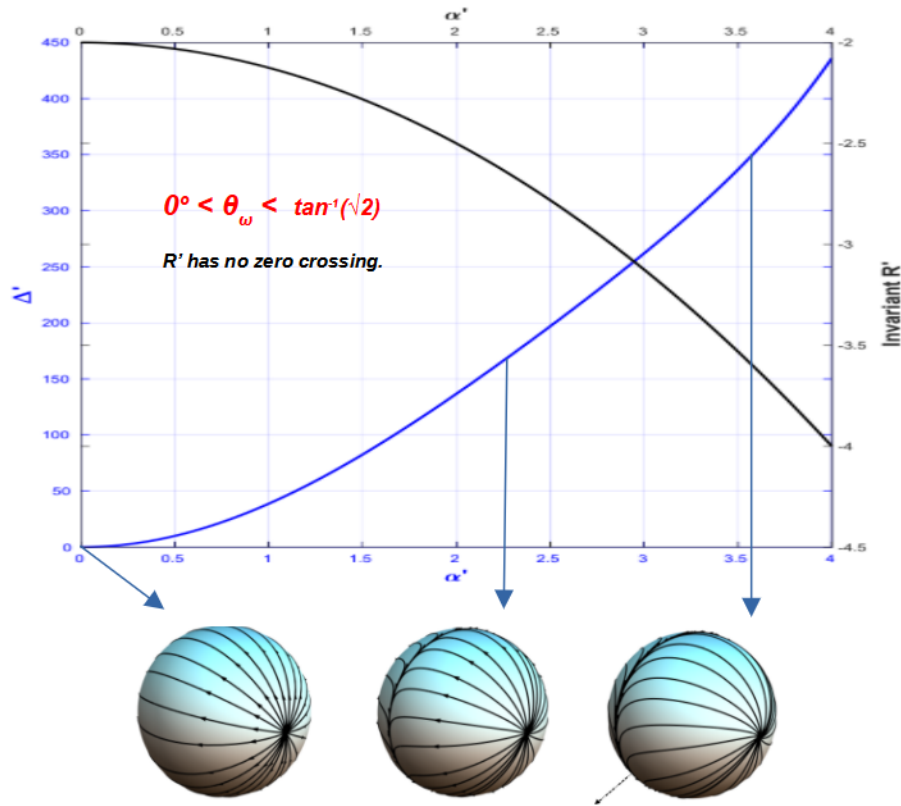 α'
0 0.5 1 1.5 2 2.5 3 3.5 4
450 -2
400
350 -2.5
300
0° < θω < tan⁻¹(√2)
250 -3
R' has no zero crossing.
Δ'
Invariant R'
200
-3.5
150
100
-4
50
0 -4.5
0 0.5 1 1.5 2 2.5 3 3.5 4
α'